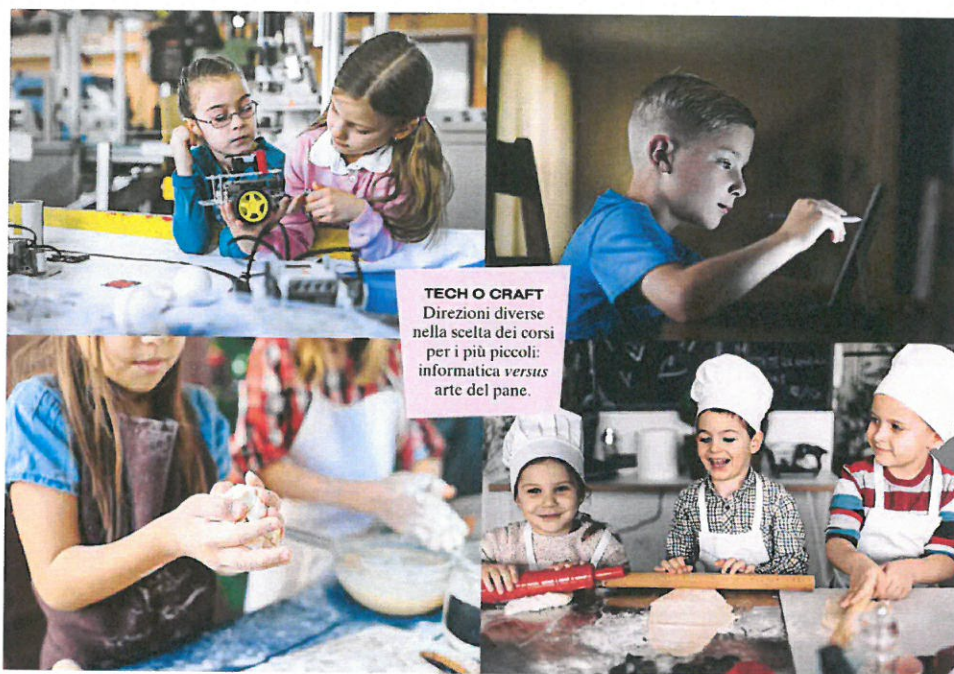 TECH O CRAFT
Direzioni diverse
nella scelta dei corsi
per i più piccoli:
informatica versus
arte del pane.